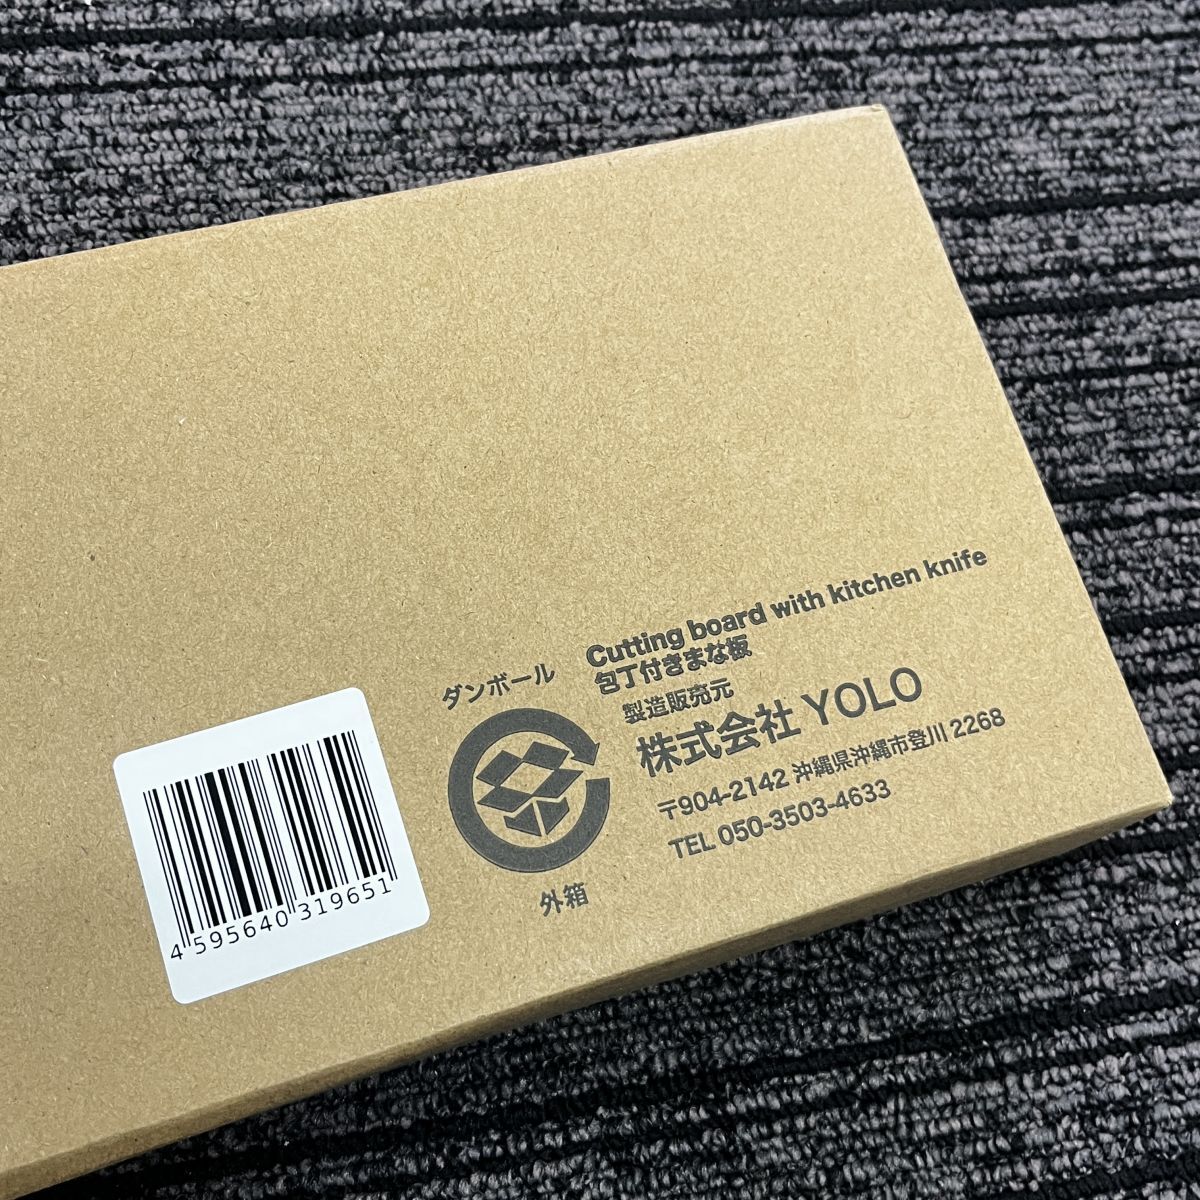 Cutting board with kitchen knife
包丁付きまな板
製造販売元
株式会社 YOLO
〒904-2142 沖縄県沖縄市登川 2268
TEL 050-3503-4633
ダンボール
外箱
4 595640 319651